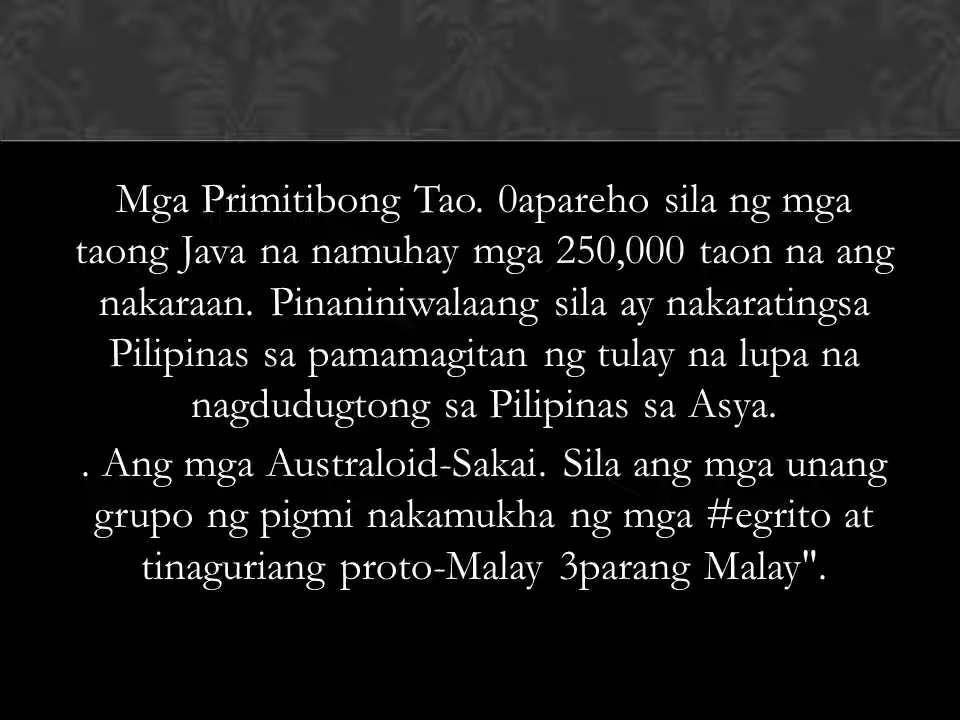 Mga Primitibong Tao. 0apareho sila ng mga
taong Java na namuhay mga 250,000 taon na ang
nakaraan. Pinaniniwalaang sila ay nakaratingsa
Pilipinas sa pamamagitan ng tulay na lupa na
nagdudugtong sa Pilipinas sa Asya.
. Ang mga Australoid-Sakai. Sila ang mga unang
grupo ng pigmi nakamukha ng mga #egrito at
tinaguriang proto-Malay 3parang Malay".